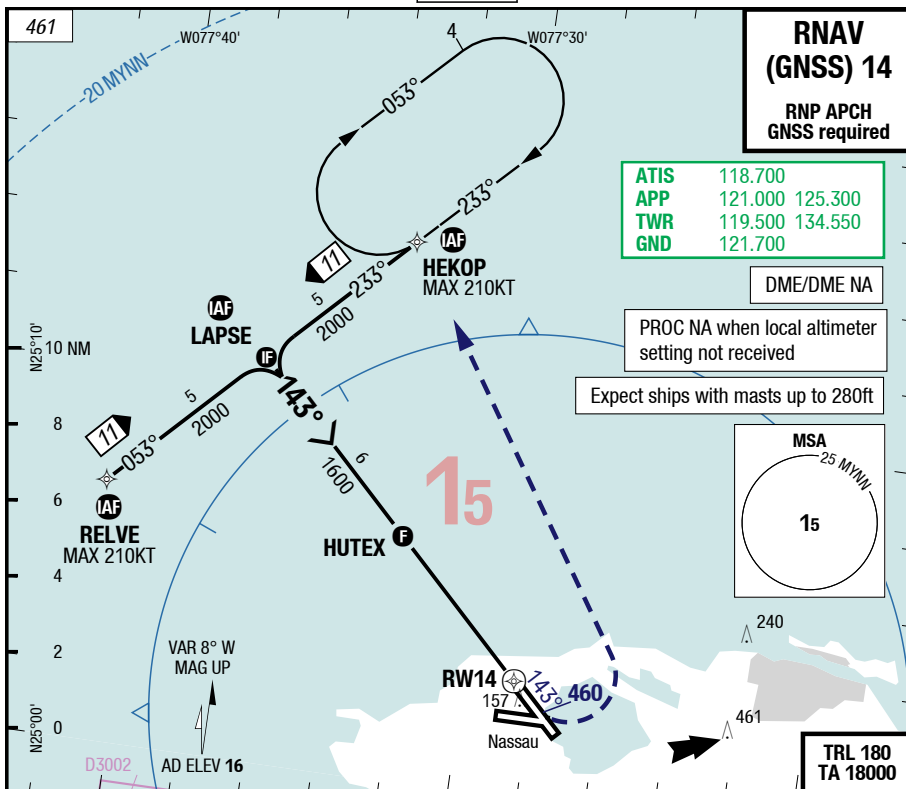 461
W077°40'
W077°30'
RNAV
(GNSS) 14
RNP APCH
GNSS required
20 MYNN
4
053°
233°
ATIS 118.700
APP 121.000 125.300
TWR 119.500 134.550
GND 121.700
11
233°
5
2000
IAF
HEKOP
MAX 210KT
DME/DME NA
IAF
LAPSE
IF
N25°10'
10 NM
PROC NA when local altimeter
setting not received
Expect ships with masts up to 280ft
143°
5
2000
8
11
053°
6
1600
15
MSA
25 MYNN
15
6
IAF
RELVE
MAX 210KT
HUTEX
F
4
2
VAR 8° W
MAG UP
240
RW14
143°
460
157
N25°00'
0
Nassau
461
D3002
AD ELEV 16
TRL 180
TA 18000